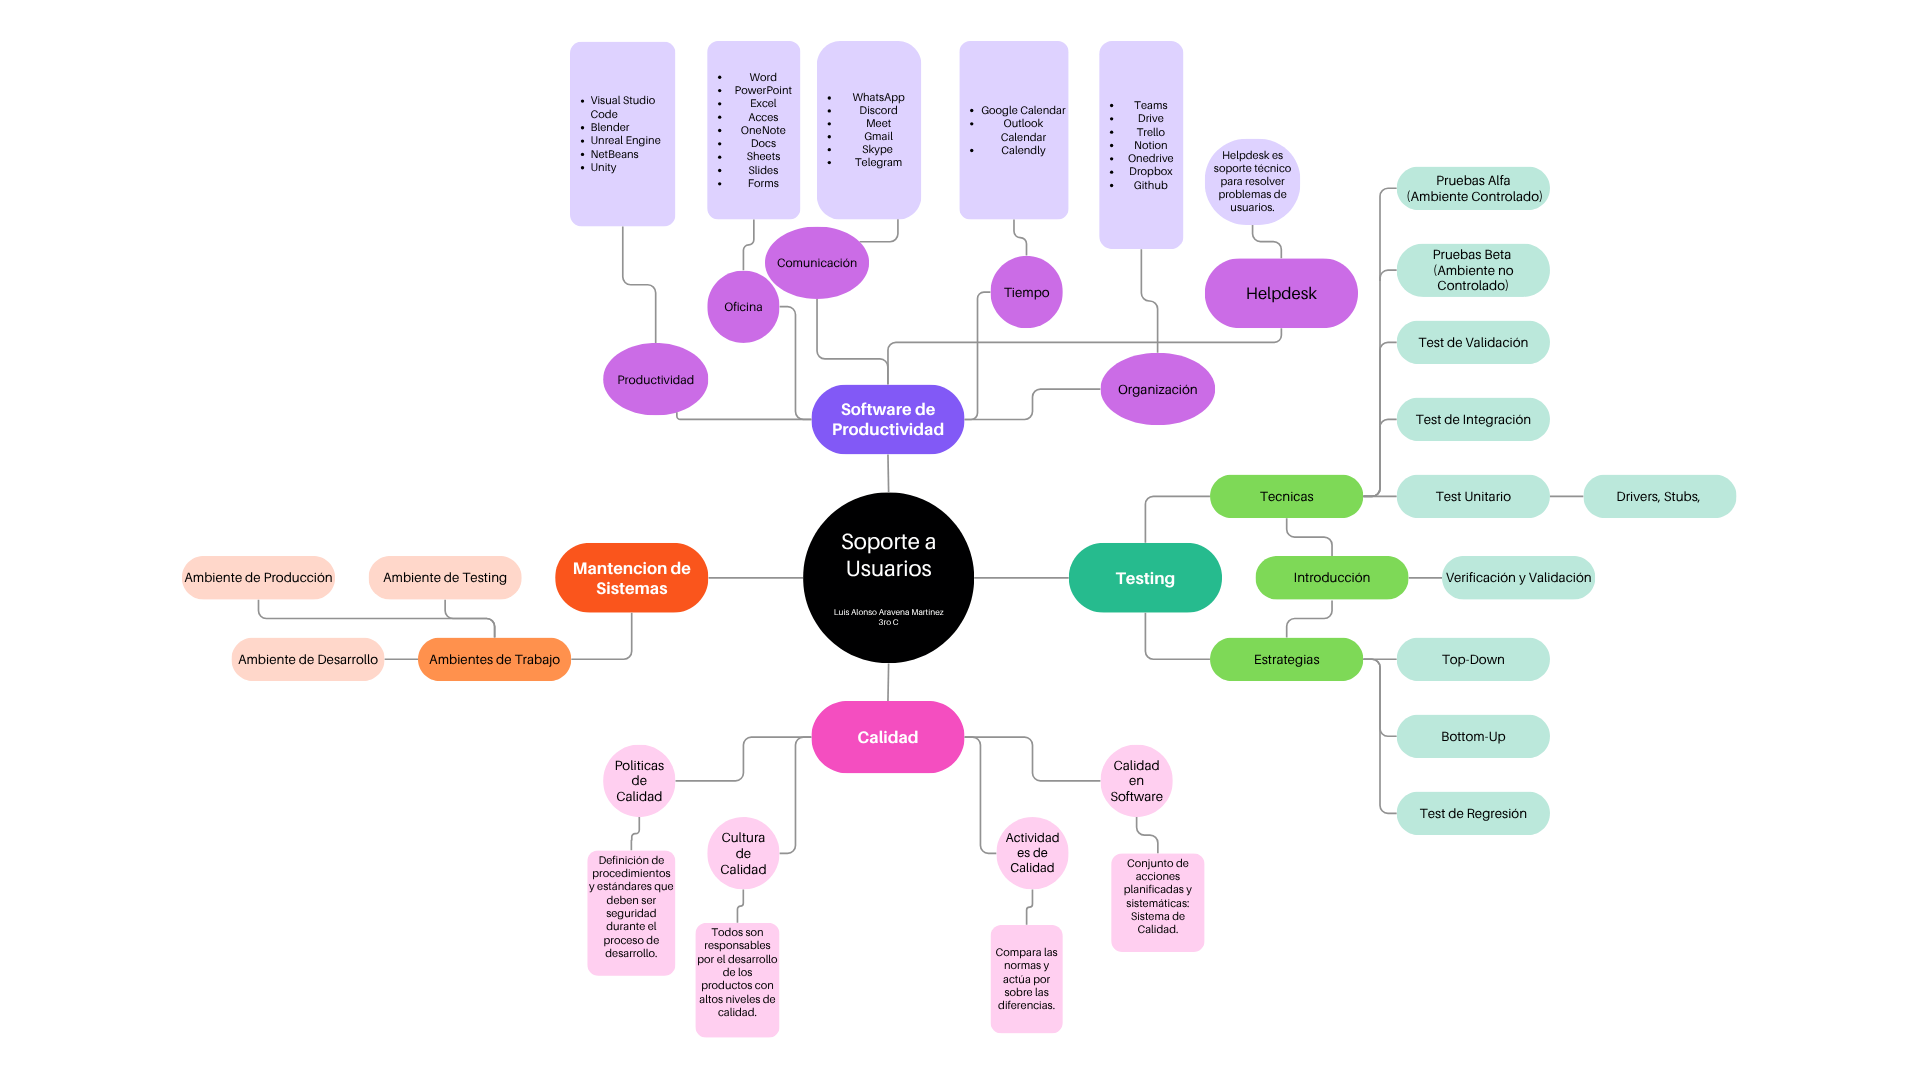 Visual Studio
Code
Blender
Unreal Engine
NetBeans
Unity
Word
PowerPoint
Excel
Acces
OneNote
Docs
Sheets
Slides
Forms
WhatsApp
Discord
Meet
Gmail
Skype
Telegram
Google Calendar
Outlook
Calendar
Calendly
Teams
Drive
Trello
Notion
Onedrive
Dropbox
Github
Helpdesk es
soporte técnico
para resolver
problemas de
usuarios.
Productividad
Oficina
Comunicación
Tiempo
Organización
Helpdesk
Software de
Productividad
Soporte a
Usuarios
Luis Alonso Aravena Martinez
3ro C
Mantencion de
Sistemas
Ambiente de Producción
Ambiente de Testing
Ambiente de Desarrollo
Ambientes de Trabajo
Testing
Tecnicas
Pruebas Alfa
(Ambiente Controlado)
Pruebas Beta
(Ambiente no
Controlado)
Test de Validación
Test de Integración
Test Unitario
Drivers, Stubs,
Introducción
Verificación y Validación
Estrategias
Top-Down
Bottom-Up
Test de Regresión
Calidad
Politicas
de
Calidad
Definición de
procedimientos
y estándares que
deben ser
seguridad
durante el
proceso de
desarrollo.
Cultura
de
Calidad
Todos son
responsables
por el desarrollo
de los
productos con
altos niveles de
calidad.
Actividad
es de
Calidad
Compara las
normas y
actúa por
sobre las
diferencias.
Calidad
en
Software
Conjunto de
acciones
planificadas y
sistemáticas:
Sistema de
Calidad.